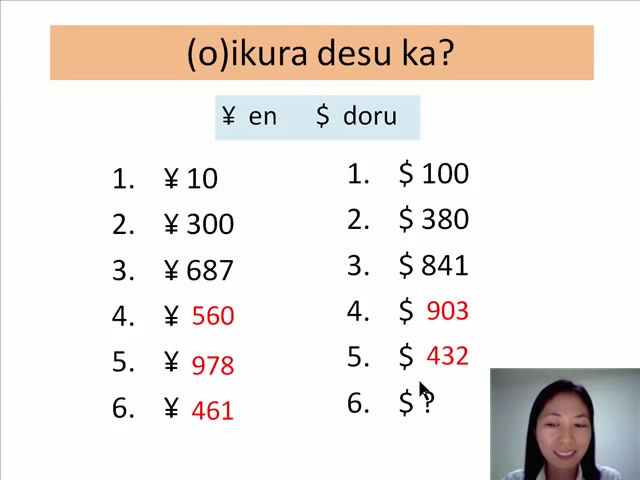 (o)ikura desu ka?
¥ en $ doru
1. ¥ 10
2. ¥ 300
3. ¥ 687
4. ¥ 560
5. ¥ 978
6. ¥ 461
1. $ 100
2. $ 380
3. $ 841
4. $ 903
5. $ 432
6. $ ?